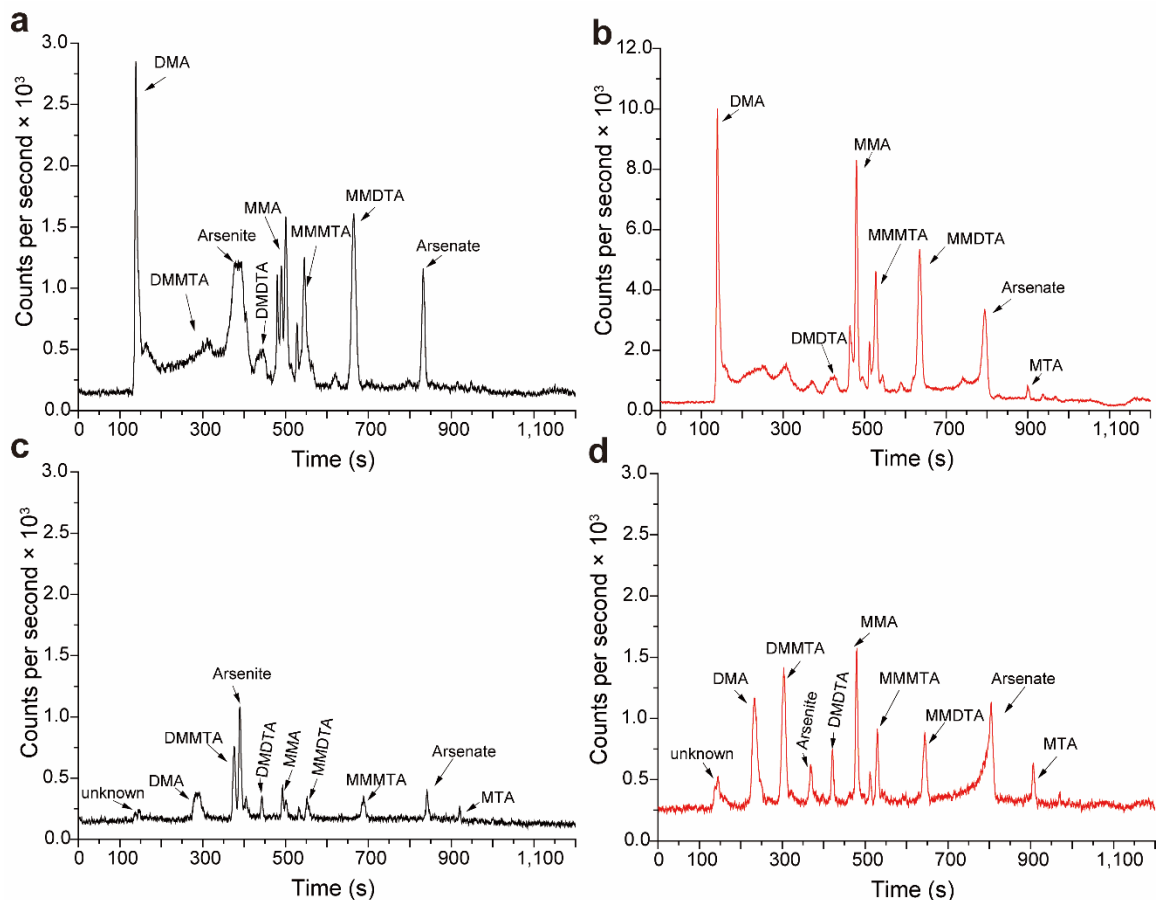 a
Counts per second × 10³
3.0
2.5
2.0
1.5
1.0
0.5
0.0
DMA
DMMTA
Arsenite
DMDTA
MMA
MMMTA
MMDTA
Arsenate
0 100 300 500 700 900 1,100
Time (s)
b
Counts per second × 10³
12.0
10.0
8.0
6.0
4.0
2.0
0.0
DMA
DMDTA
MMA
MMMTA
MMDTA
Arsenate
MTA
0 100 300 500 700 900 1,100
Time (s)
c
Counts per second × 10³
3.0
2.5
2.0
1.5
1.0
0.5
0.0
unknown
DMA
DMMTA
Arsenite
DMDTA
MMA
MMDTA
MMMTA
Arsenate
MTA
0 100 300 500 700 900 1,100
Time (s)
d
Counts per second × 10³
3.0
2.5
2.0
1.5
1.0
0.5
0.0
unknown
DMA
DMMTA
Arsenite
DMDTA
MMA
MMMTA
MMDTA
Arsenate
MTA
0 100 300 500 700 900 1,100
Time (s)